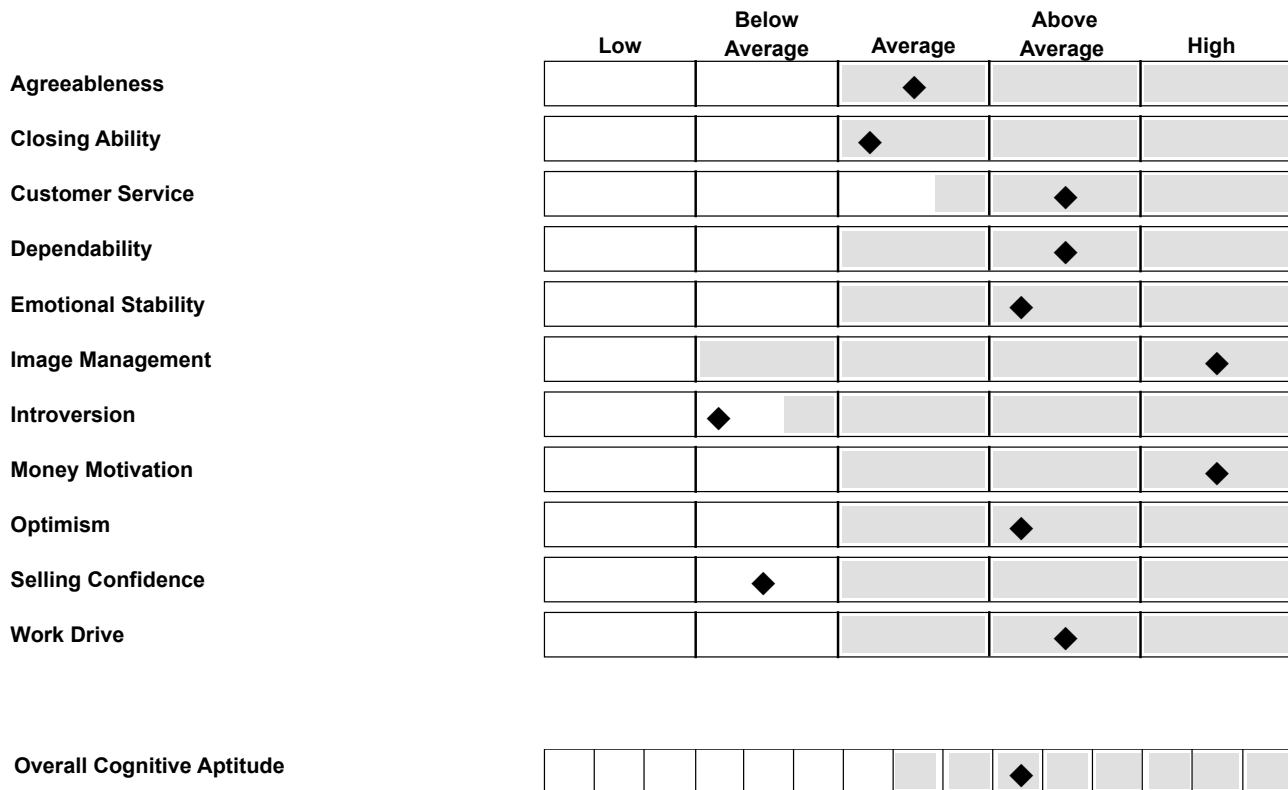 Below
Above
Low
Average
Average
Average
High
Agreeableness
Closing Ability
Customer Service
Dependability
Emotional Stability
Image Management
Introversion
Money Motivation
Optimism
Selling Confidence
Work Drive
Overall Cognitive Aptitude